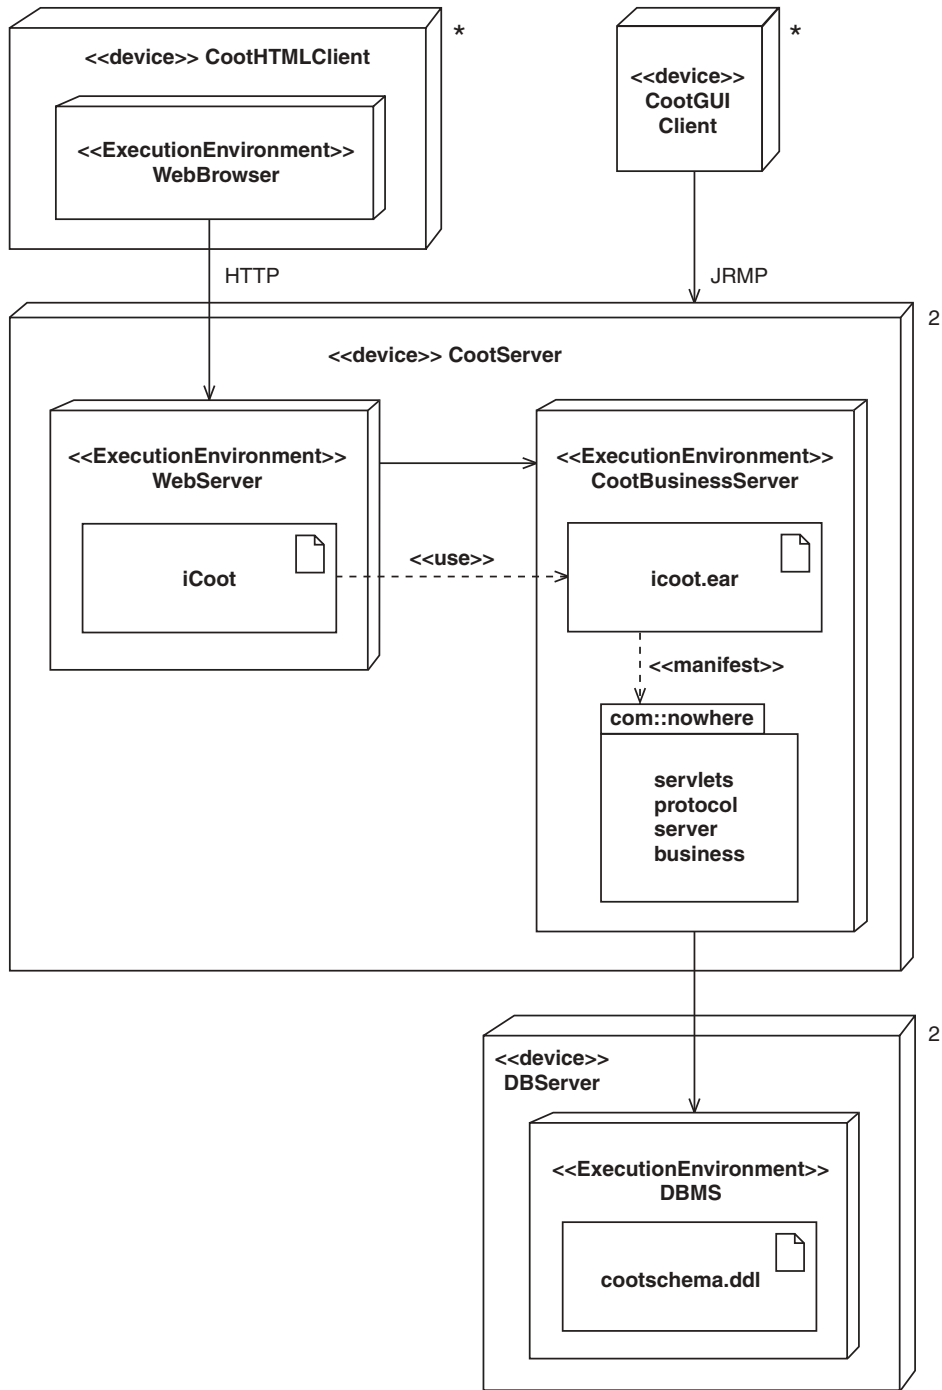 <<device>> CootHTMLClient
*
<<ExecutionEnvironment>>
WebBrowser
<<device>>
CootGUI
Client
*
HTTP
JRMP
<<device>> CootServer
2
<<ExecutionEnvironment>>
WebServer
iCoot
<<use>>
<<ExecutionEnvironment>>
CootBusinessServer
icoot.ear
<<manifest>>
com::nowhere
servlets
protocol
server
business
<<device>>
DBServer
2
<<ExecutionEnvironment>>
DBMS
cootschema.ddl